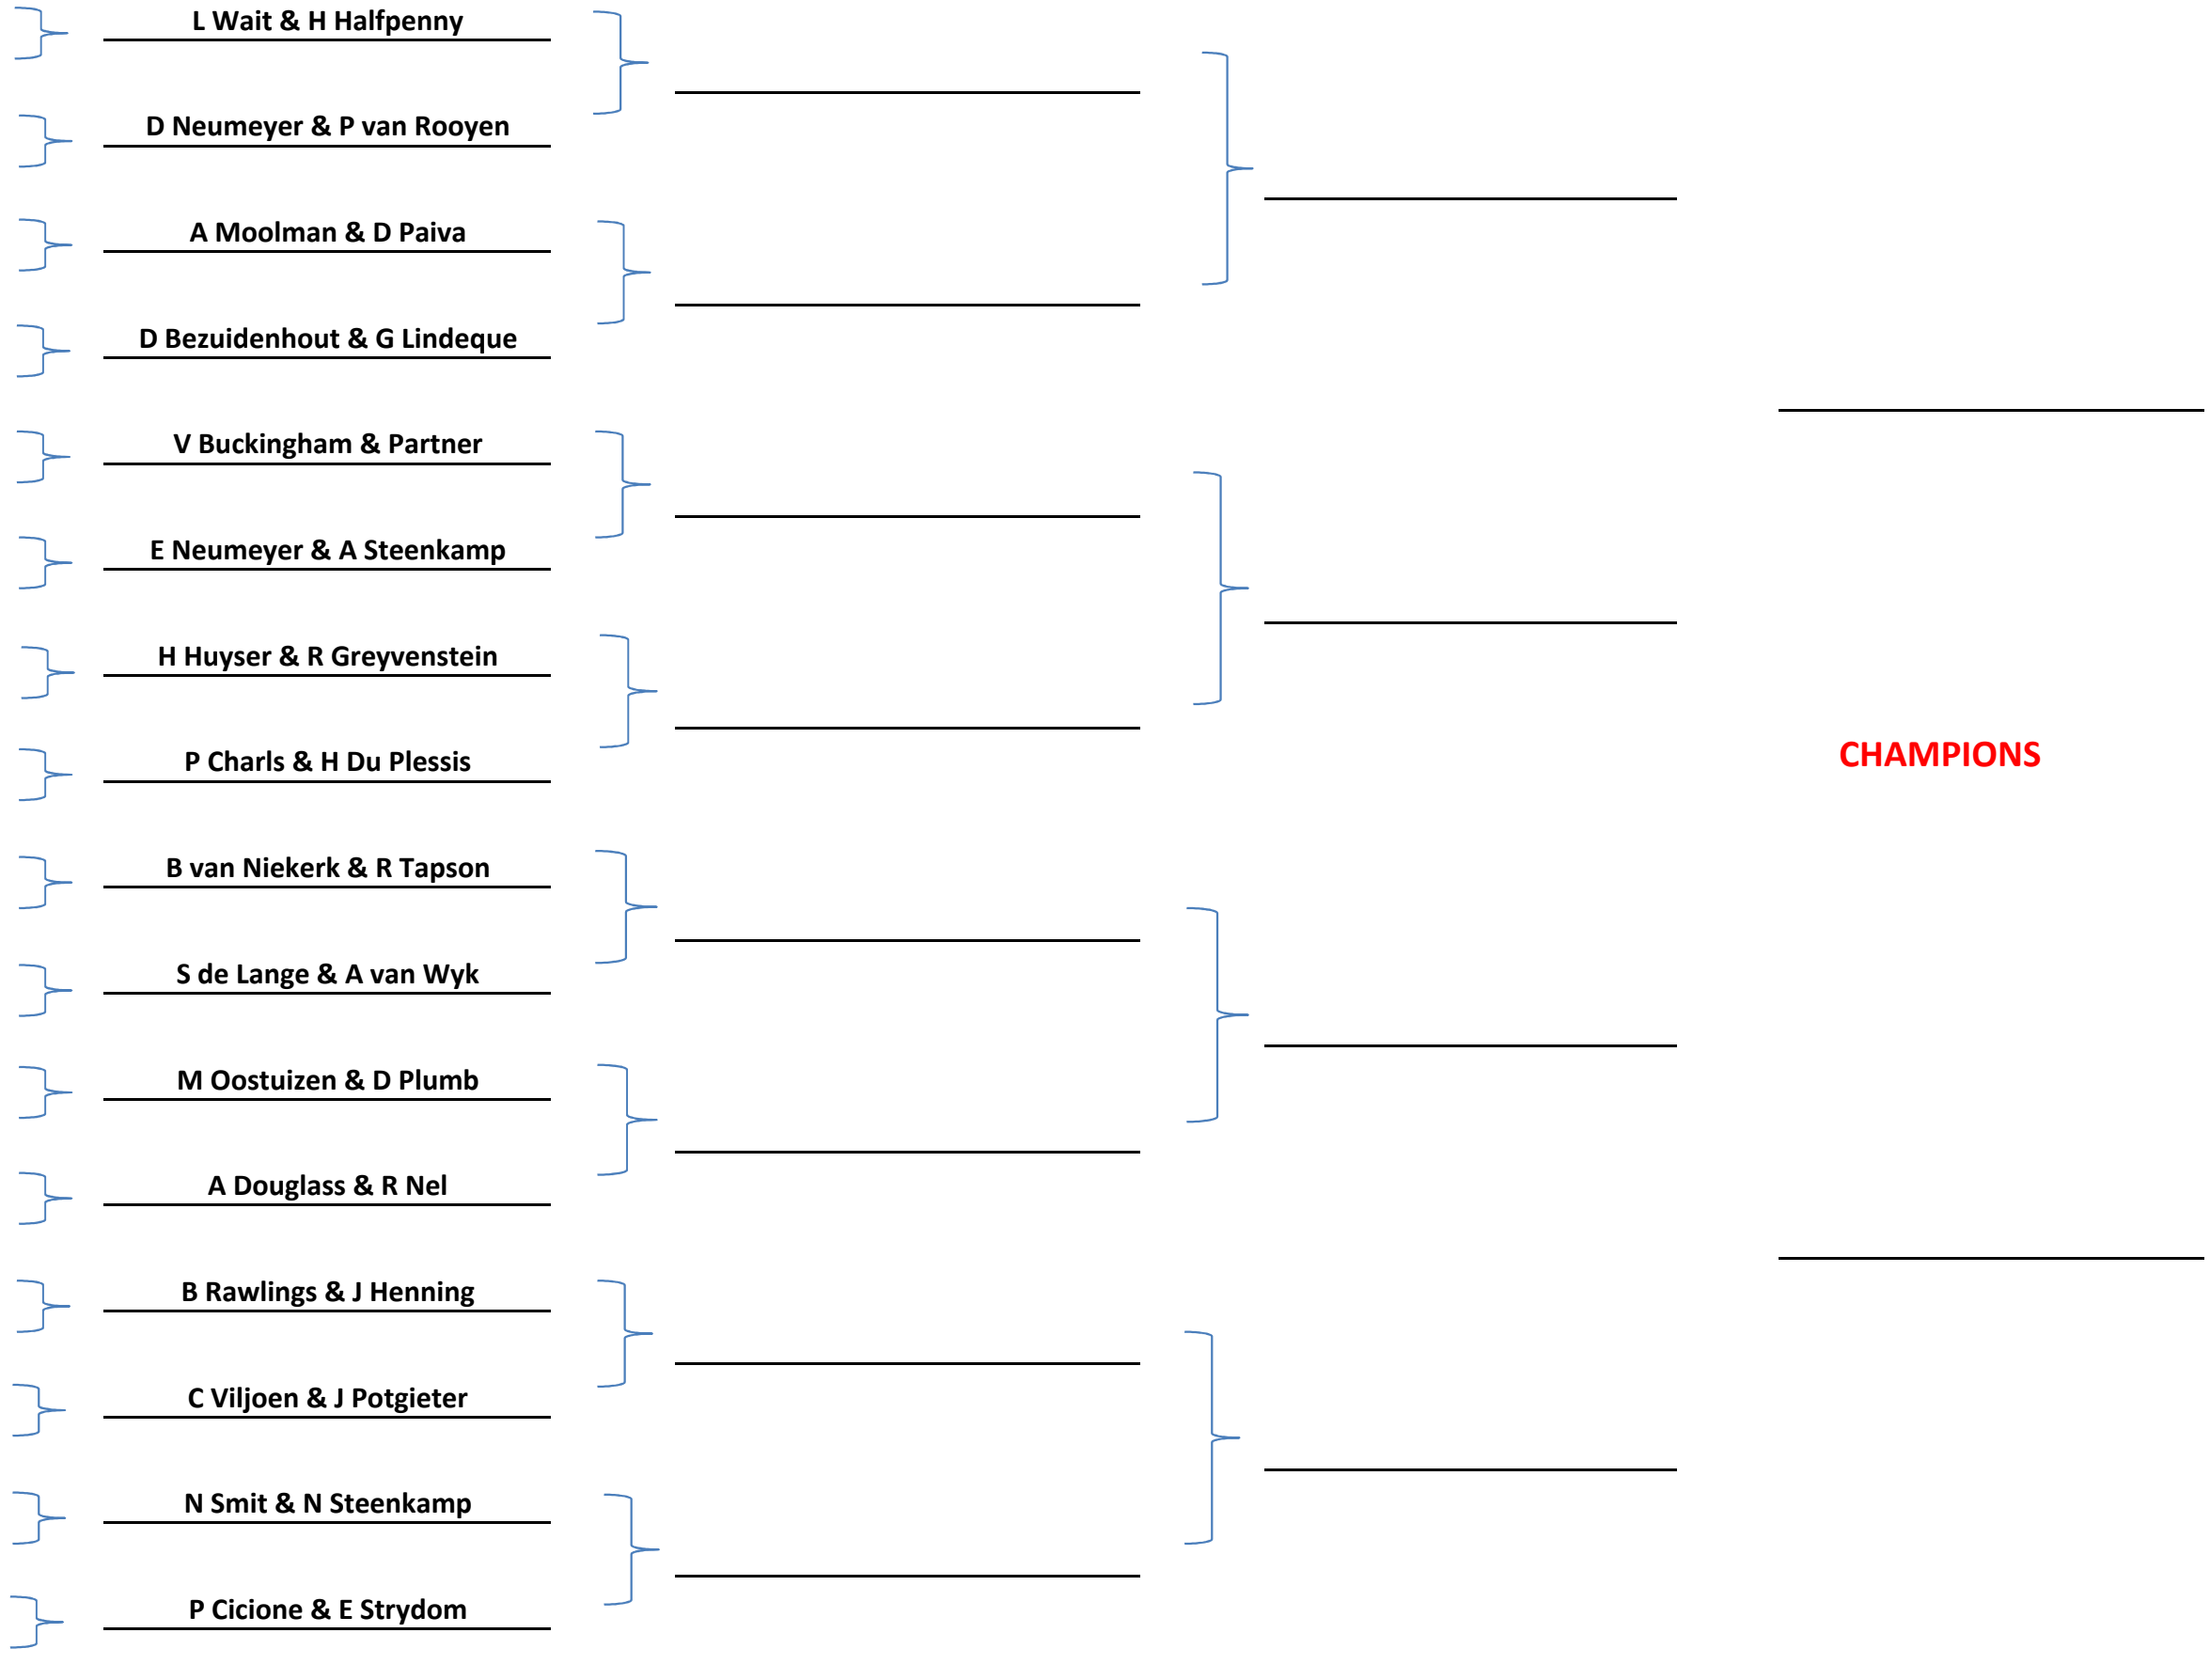 L Wait & H Halfpenny
D Neumeyer & P van Rooyen
A Moolman & D Paiva
D Bezuidenhout & G Lindeque
V Buckingham & Partner
E Neumeyer & A Steenkamp
H Huyser & R Greyvenstein
P Charls & H Du Plessis
CHAMPIONS
B van Niekerk & R Tapson
S de Lange & A van Wyk
M Oostuizen & D Plumb
A Douglass & R Nel
B Rawlings & J Henning
C Viljoen & J Potgieter
N Smit & N Steenkamp
P Cicione & E Strydom